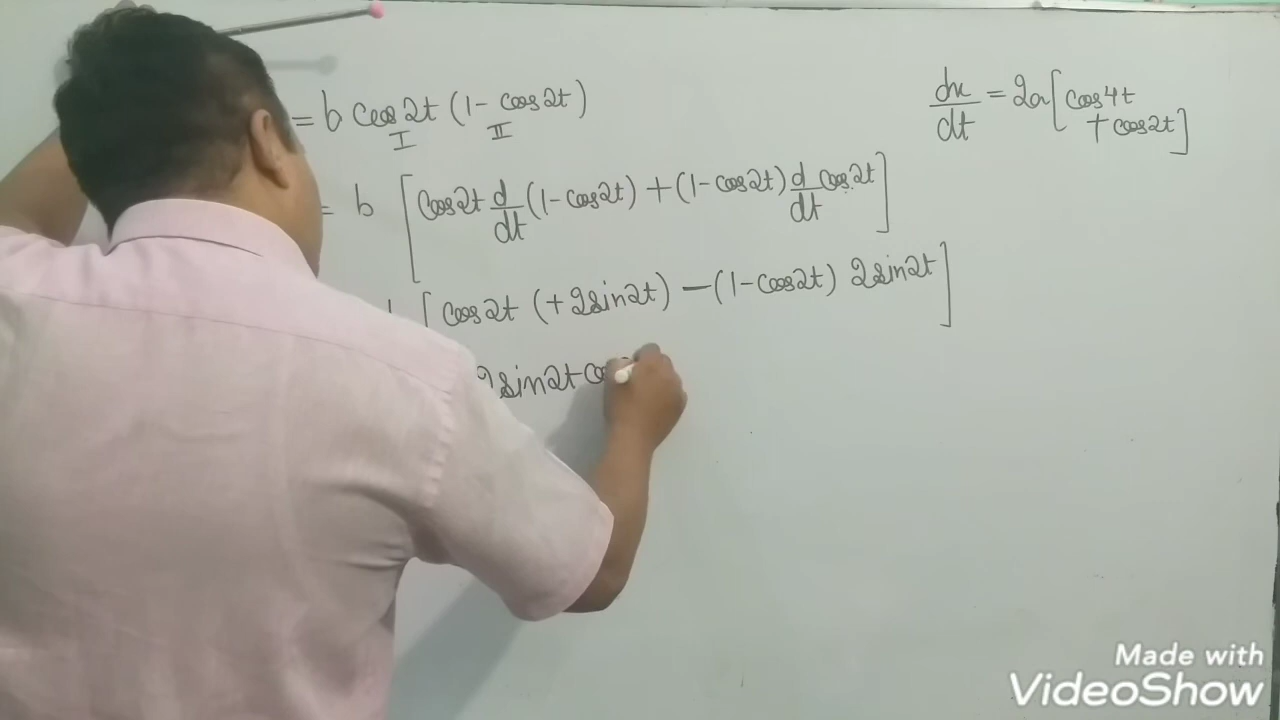 = b Cos2t (1 - cos2t)
I II
= b [cos2t d/dt (1 - cos2t) + (1 - cos2t) d/dt cos2t]
[cos2t (+2sin2t) - (1 - cos2t) 2sin2t]
2sin2t
dx/dt = 2a [cos4t
+ cos2t]
Made with
VideoShow